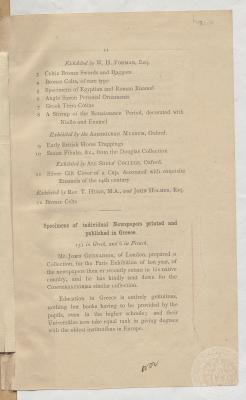 11
Exhibited by W. H. FORMAN, Esq.
3 Celtic Bronze Swords and Daggers
4 Bronze Celts, of rare type
5 Specimens of Egyptian and Roman Enamel
6 Anglo Saxon Personal Ornaments
7 Greek Terra Cottas
8 A Stirrup of the Renaissance Period, decorated with
Niello and Enamel
Exhibited by the ASHMOLEAN MUSEUM, Oxford.
9 Early British Horse Trappings
10 Saxon Fibulæ, &c., from the Douglas Collection
Exhibited by ALL SOULS' COLLEGE, Oxford.
11 Silver Gilt Cover of a Cup, decorated with exquisite
Enamels of the 14th century
Exhibited by REV. T. HUGO, M.A., and JOHN HOLMES, Esq.
12 Bronze Celts
Specimens of individual Newspapers printed and
published in Greece.
151 in Greek, and 6 in French.
MR. JOHN GENNADIUS, of London, prepared a
Collection, for the Paris Exhibition of last year, of
the newspapers then or recently extant in his native
country, and he has kindly sent down for the
COMMEMORATION a similar collection.
Education in Greece is entirely gratuitous,
nothing but books having to be provided by the
pupils, even in the higher schools; and their
Universities now take equal rank in giving degrees
with the oldest institutions in Europe.